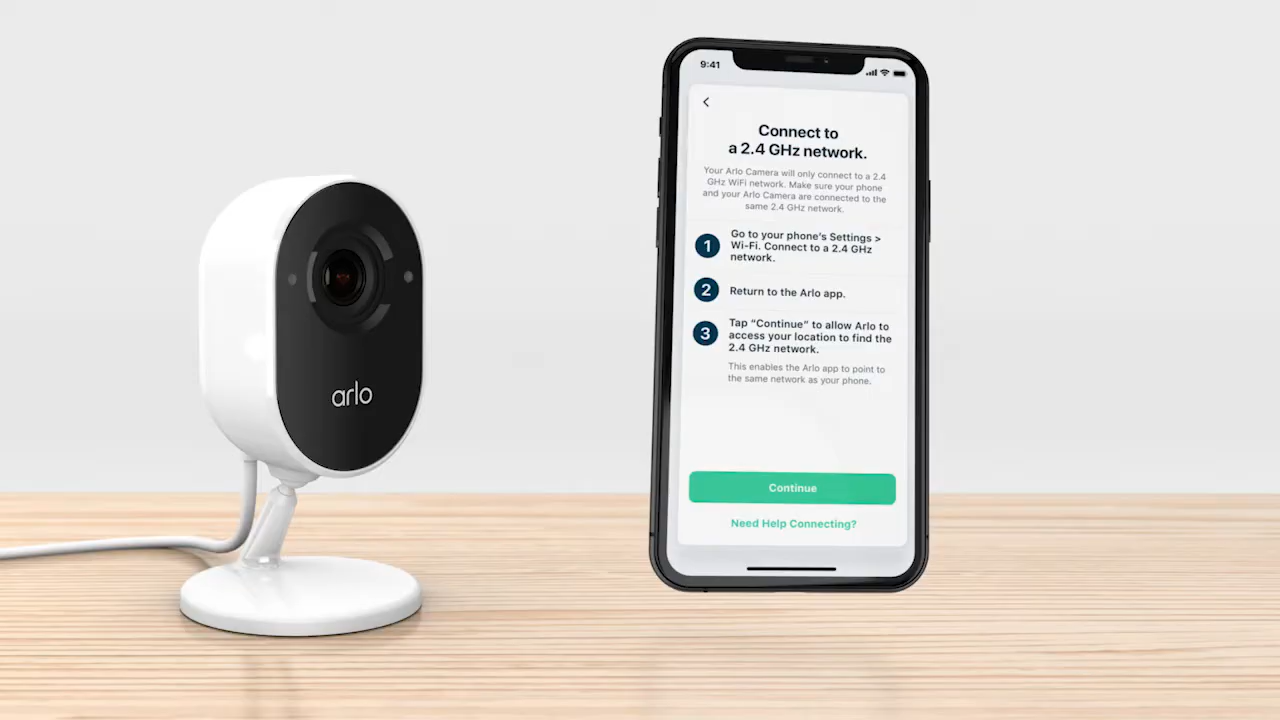 arlo
9:41
Connect to
a 2.4 GHz network.
Your Arlo Camera will only connect to a 2.4
GHz WiFi network. Make sure your phone
and your Arlo Camera are connected to the
same 2.4 GHz network.
1 Go to your phone's Settings >
Wi-Fi. Connect to a 2.4 GHz
network.
2 Return to the Arlo app.
3 Tap “Continue” to allow Arlo to
access your location to find the
2.4 GHz network.
This enables the Arlo app to point to
the same network as your phone.
Continue
Need Help Connecting?